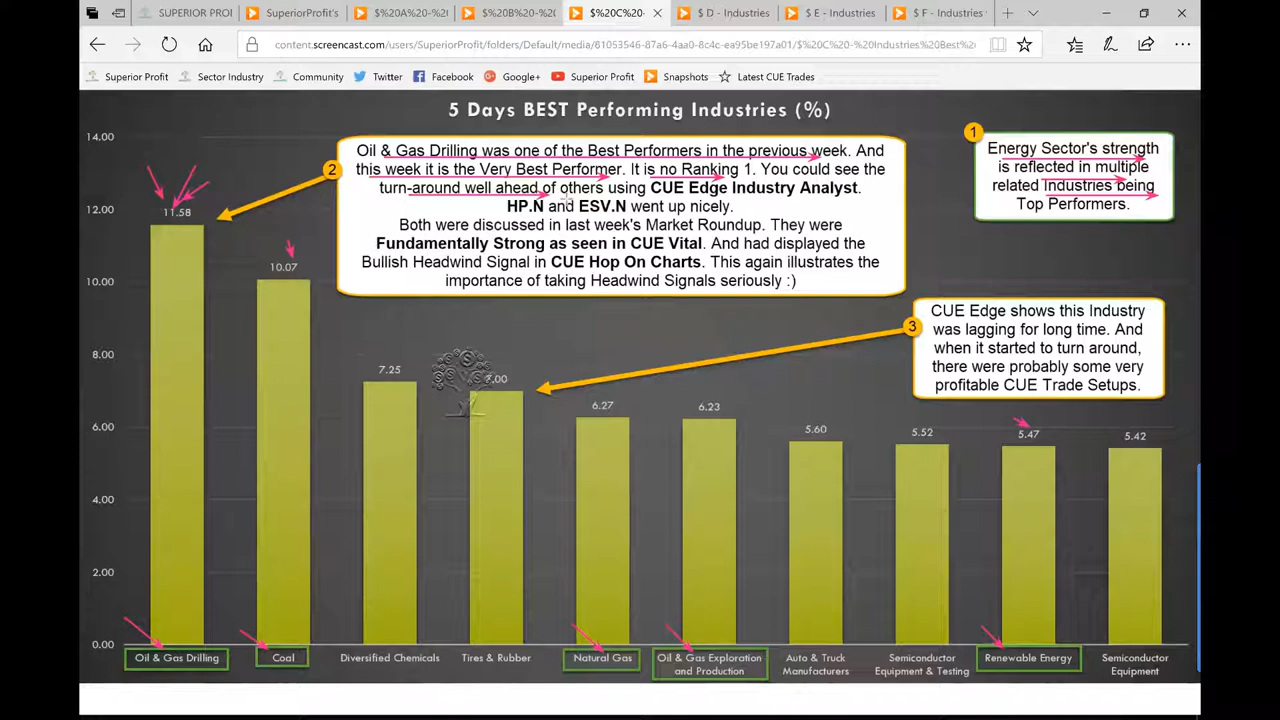 SUPERIOR PROI
SuperiorProfit's
$%20A%20-%2
$%20B%20-%20
$%20C%20-
$ D - Industries
$ E - Industries
$ F - Industries
content.screencast.com/users/SuperiorProfit/folders/Default/media/81053546-87a6-4aa0-8c4c-ea95be197a01/$%20C%20-%20Industries%20Best%20
Superior Profit
Sector Industry
Community
Twitter
Facebook
Google+
Superior Profit
Snapshots
Latest CUE Trades
5 Days BEST Performing Industries (%)
14.00
12.00
10.00
8.00
6.00
4.00
2.00
0.00
1
Energy Sector's strength
is reflected in multiple
related Industries being
Top Performers.
2
Oil & Gas Drilling was one of the Best Performers in the previous week. And
this week it is the Very Best Performer. It is no Ranking 1. You could see the
turn-around well ahead of others using CUE Edge Industry Analyst.
HP.N and ESV.N went up nicely.
Both were discussed in last week's Market Roundup. They were
Fundamentally Strong as seen in CUE Vital. And had displayed the
Bullish Headwind Signal in CUE Hop On Charts. This again illustrates the
importance of taking Headwind Signals seriously :)
3
CUE Edge shows this Industry
was lagging for long time. And
when it started to turn around,
there were probably some very
profitable CUE Trade Setups.
11.58
10.07
7.25
7.00
6.27
6.23
5.60
5.52
5.47
5.42
Oil & Gas Drilling
Coal
Diversified Chemicals
Tires & Rubber
Natural Gas
Oil & Gas Exploration
and Production
Auto & Truck
Manufacturers
Semiconductor
Equipment & Testing
Renewable Energy
Semiconductor
Equipment